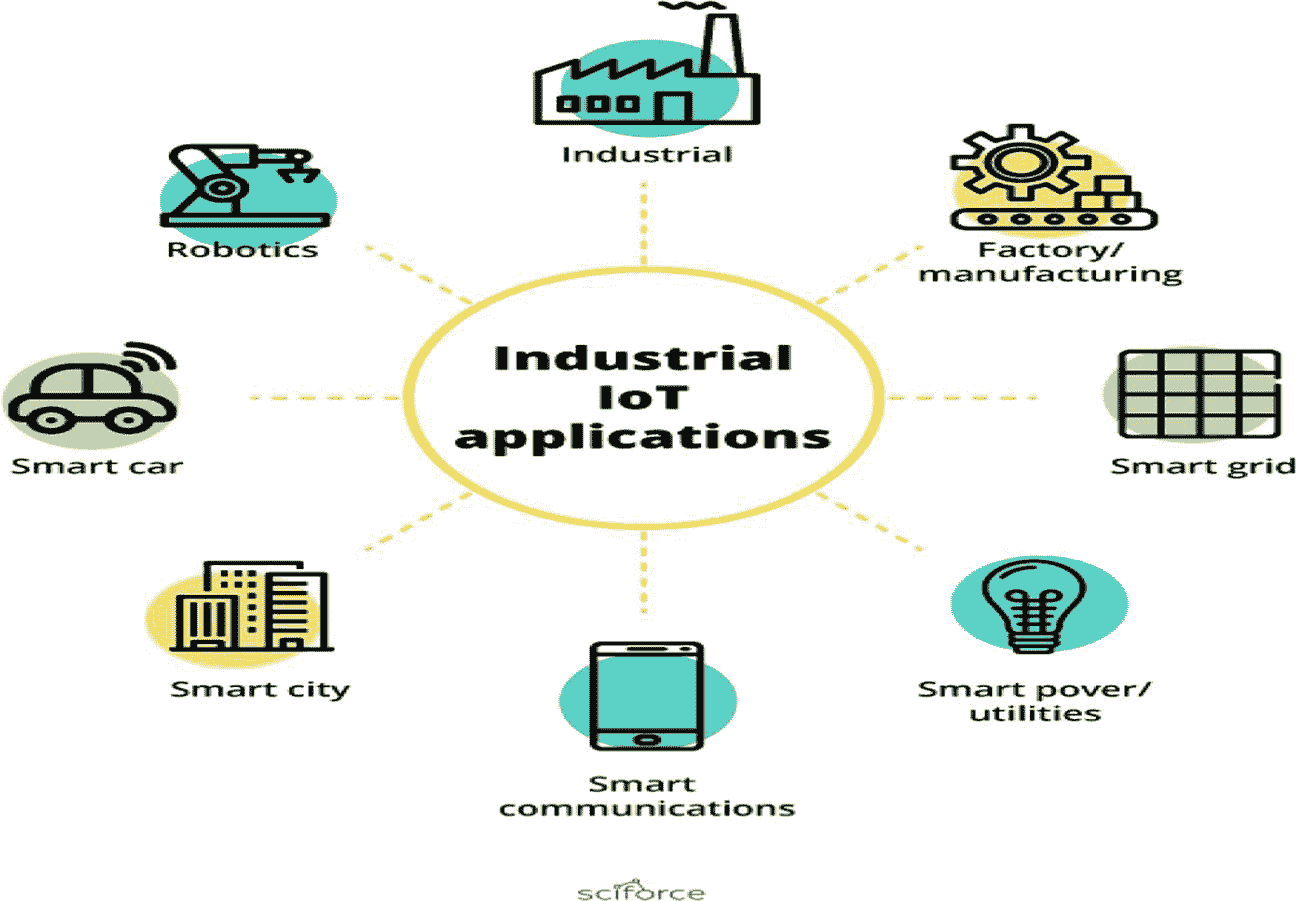 Industrial
Robotics
Factory/
manufacturing
Industrial
IoT
applications
Smart car
Smart grid
Smart city
Smart pover/
utilities
Smart
communications
sciforce